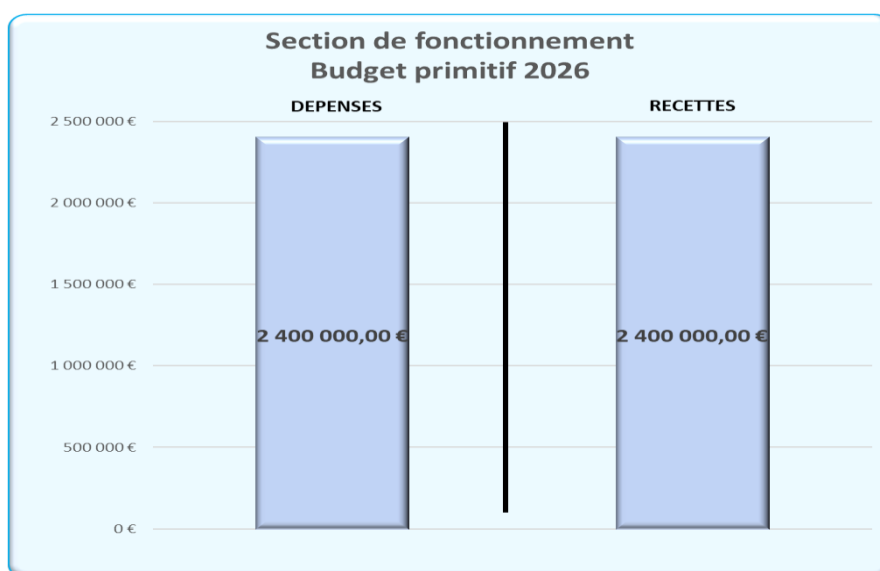 Section de fonctionnement
Budget primitif 2026
DEPENSES
RECETTES
2 500 000 €
2 000 000 €
1 500 000 €
2 400 000,00 €
2 400 000,00 €
1 000 000 €
500 000 €
0 €